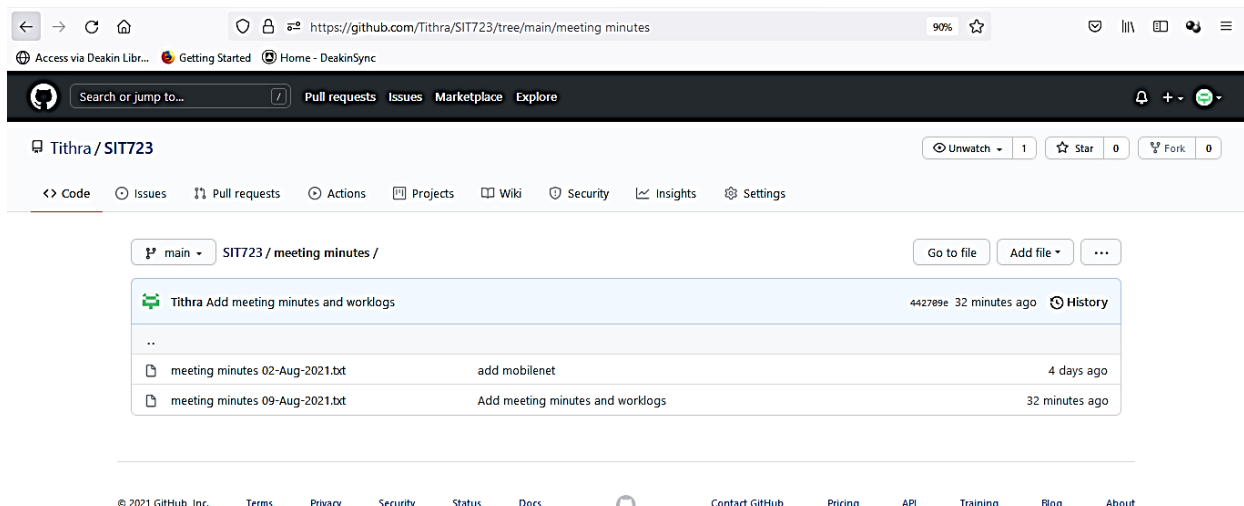 https://github.com/Tithra/SIT723/tree/main/meeting minutes 90%
Access via Deakin Libr... Getting Started Home - DeakinSync
Search or jump to... / Pull requests Issues Marketplace Explore
Tithra / SIT723 Unwatch 1 Star 0 Fork 0
Code Issues Pull requests Actions Projects Wiki Security Insights Settings
main SIT723 / meeting minutes / Go to file Add file ...
Tithra Add meeting minutes and worklogs 442709e 32 minutes ago History
..
meeting minutes 02-Aug-2021.txt add mobilenet 4 days ago
meeting minutes 09-Aug-2021.txt Add meeting minutes and worklogs 32 minutes ago
© 2021 GitHub, Inc. Terms Privacy Security Status Docs Contact GitHub Pricing API Training Blog About